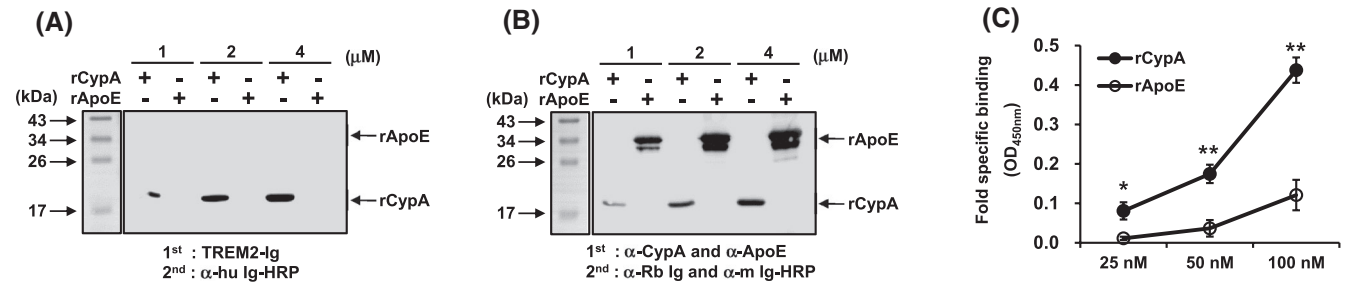 (A)
1 2 4 (μM)
rCypA + - + - + -
(kDa) rApoE - + - + - +
43
34
26
17
rApoE
rCypA
1st : TREM2-Ig
2nd : α-hu Ig-HRP
(B)
1 2 4 (μM)
rCypA + - + - + -
(kDa) rApoE - + - + - +
43
34
26
17
rApoE
rCypA
1st : α-CypA and α-ApoE
2nd : α-Rb Ig and α-m Ig-HRP
(C)
Fold specific binding
(OD450nm)
0.5
0.4
0.3
0.2
0.1
0.0
rCypA
rApoE
*
**
**
25 nM 50 nM 100 nM